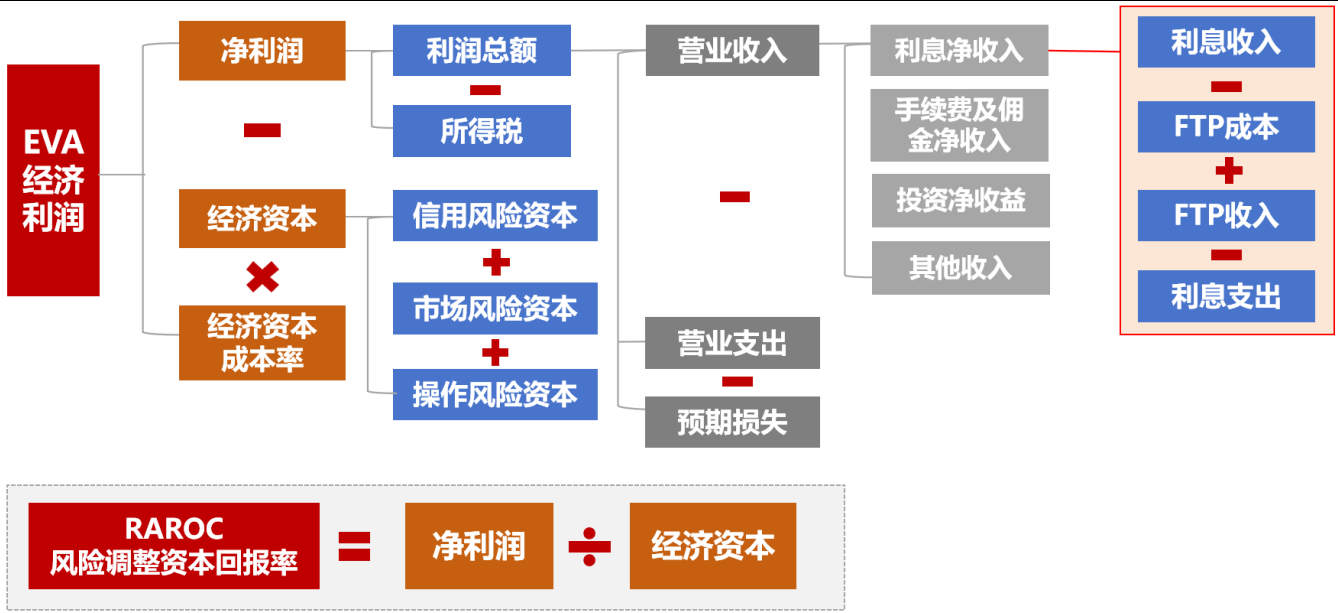 EVA
经济
利润
净利润
经济资本
经济资本
成本率
利润总额
所得税
信用风险资本
市场风险资本
操作风险资本
营业收入
营业支出
预期损失
利息净收入
手续费及佣
金净收入
投资净收益
其他收入
利息收入
FTP成本
FTP收入
利息支出
RAROC
风险调整资本回报率
=
净利润
÷
经济资本